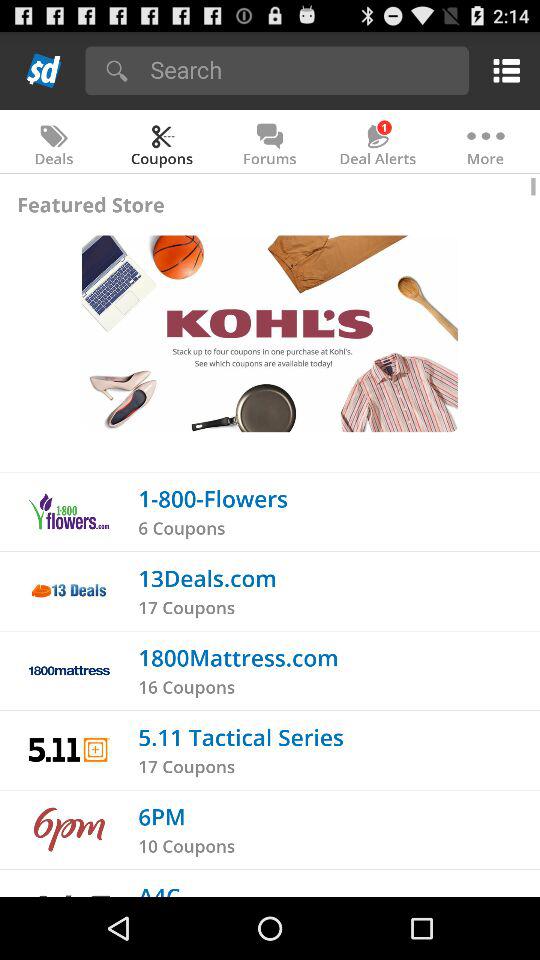 2:14
$d
Search
Deals
Coupons
Forums
1
Deal Alerts
More
Featured Store
KOHL'S
Stack up to four coupons in one purchase at Kohl's.
See which coupons are available today!
1-800 flowers.com
1-800-Flowers
6 Coupons
13 Deals
13Deals.com
17 Coupons
1800mattress
1800Mattress.com
16 Coupons
5.11
5.11 Tactical Series
17 Coupons
6pm
6PM
10 Coupons